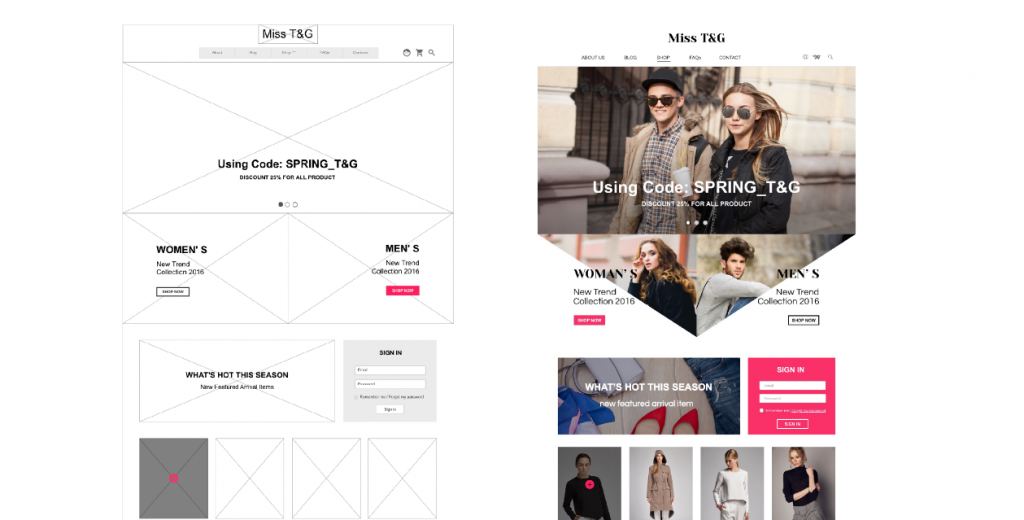 Miss T&G
About
Blog
Shop
FAQs
Contacts
Using Code: SPRING_T&G
DISCOUNT 25% FOR ALL PRODUCT
WOMEN' S
New Trend
Collection 2016
SHOP NOW
MEN' S
New Trend
Collection 2016
SHOP NOW
WHAT'S HOT THIS SEASON
New Featured Arrival Items
SIGN IN
Email
Password
Remember me / Forgot my password
Sign in
Miss T&G
ABOUT US
BLOG
SHOP
FAQs
CONTACT
Using Code: SPRING_T&G
DISCOUNT 25% FOR ALL PRODUCT
WOMAN' S
New Trend
Collection 2016
SHOP NOW
MEN' S
New Trend
Collection 2016
SHOP NOW
WHAT'S HOT THIS SEASON
new featured arrival item
SIGN IN
Email
Password
SIGN IN